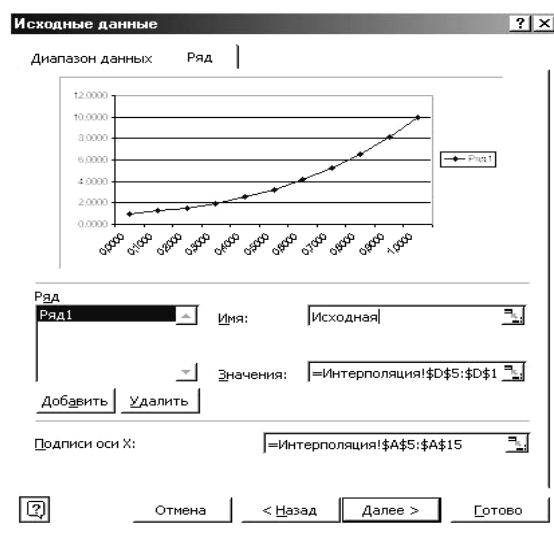 Исходные данные
Диапазон данных Ряд
12.0000
10.0000
8.0000
6.0000
4.0000
2.0000
0.0000
Ряд1
0,0000 0,1000 0,2000 0,3000 0,4000 0,5000 0,6000 0,7000 0,8000 0,9000 1,0000
Ряд
Ряд1
Имя: Исходная
Значения: =Интерполяция!$D$5:$D$1
Добавить Удалить
Подписи оси X: =Интерполяция!$A$5:$A$15
Отмена < Назад Далее > Готово